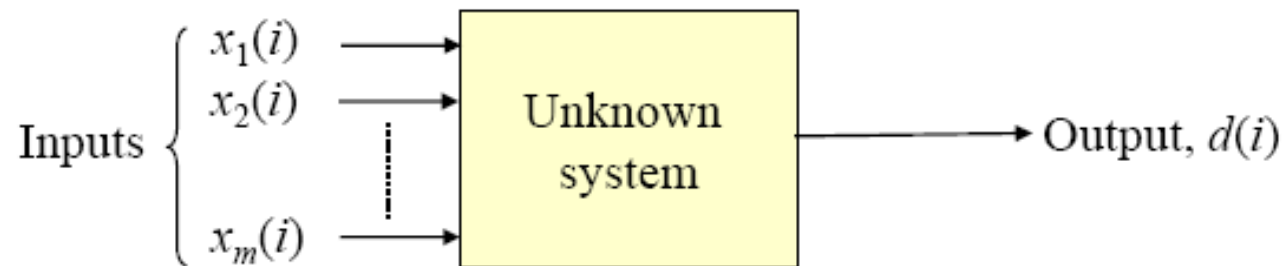 x₁(i)
x₂(i)
Inputs
xₘ(i)
Unknown
system
Output, d(i)